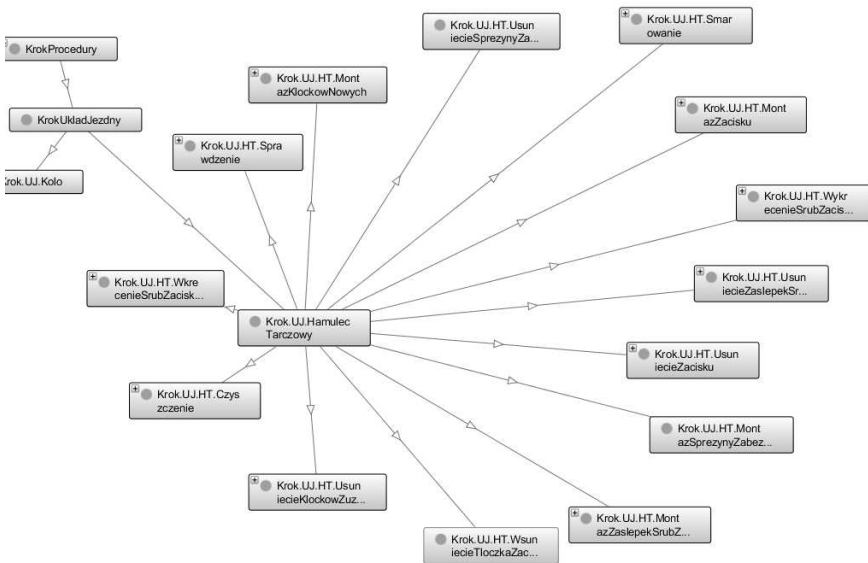 Krok.UJ.HT.Usun
iecieSprezynyZa...
Krok.UJ.HT.Smar
owanie
KrokProcedury
Krok.UJ.HT.Mont
azKlockowNowych
Krok.UJ.HT.Mont
azZacisku
KrokUkladJezdny
Krok.UJ.HT.Spra
wdzenie
Krok.UJ.Kolo
Krok.UJ.HT.Wykr
ecenieSrubZacis...
Krok.UJ.HT.Wkre
cenieSrubZacisk...
Krok.UJ.HT.Usun
iecieZaslepekSr...
Krok.UJ.Hamulec
Tarczowy
Krok.UJ.HT.Usun
iecieZacisku
Krok.UJ.HT.Czys
zczenie
Krok.UJ.HT.Mont
azSprezynyZabez...
Krok.UJ.HT.Usun
iecieKlockowZuz...
Krok.UJ.HT.Mont
azZaslepekSrubZ...
Krok.UJ.HT.Wsun
iecieTloczkaZac...